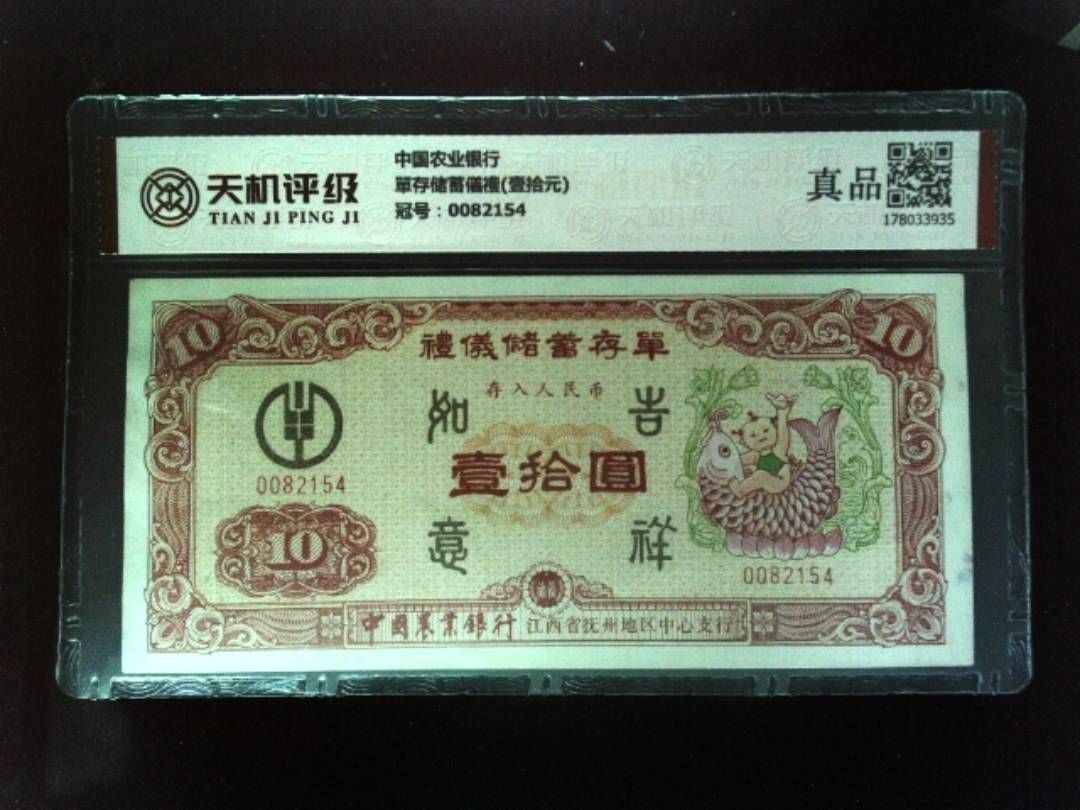 天机评级
TIAN JI PING JI
中国农业银行
單存储蓄儀禮(壹拾元)
冠号：0082154
真品
178033935
10
10
禮儀儲蓄存單
存入人民币
如 吉
壹拾圓
意 祥
0082154
10
0082154
中國農業銀行 江西省抚州地区中心支行